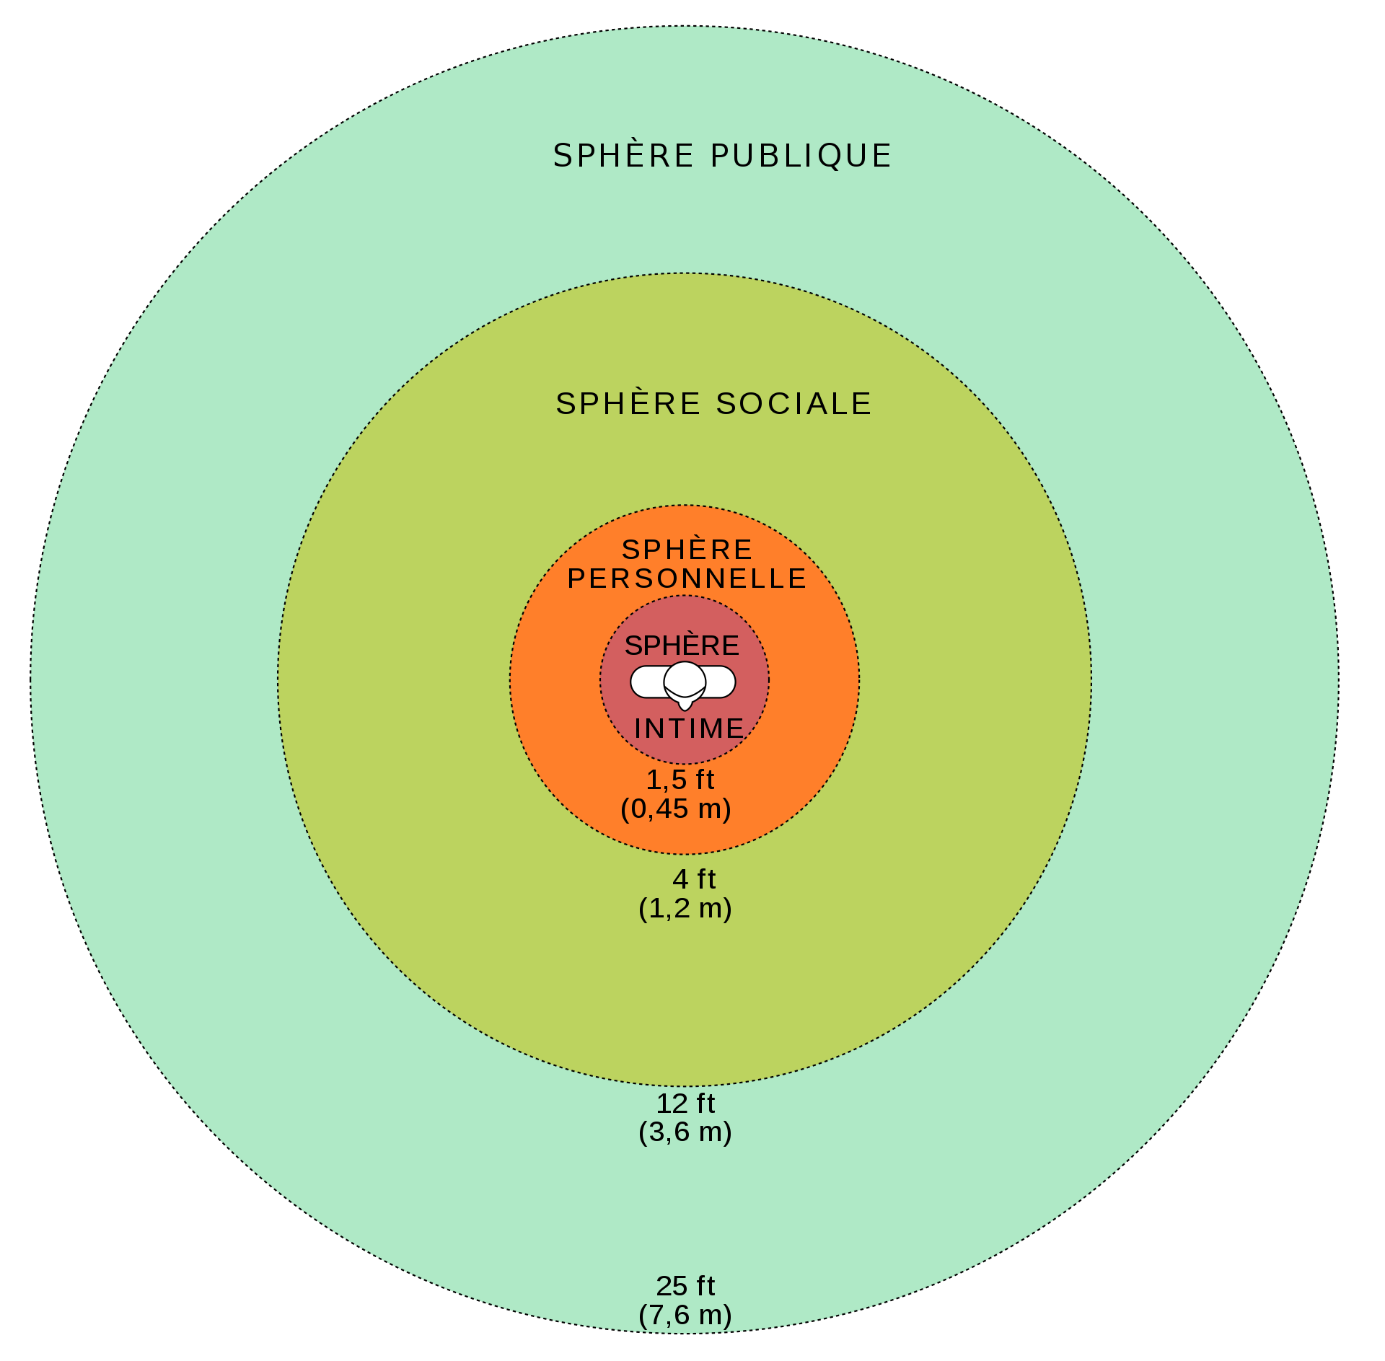 SPHÈRE PUBLIQUE
SPHÈRE SOCIALE
SPHÈRE
PERSONNELLE
SPHÈRE
INTIME
1,5 ft
(0,45 m)
4 ft
(1,2 m)
12 ft
(3,6 m)
25 ft
(7,6 m)